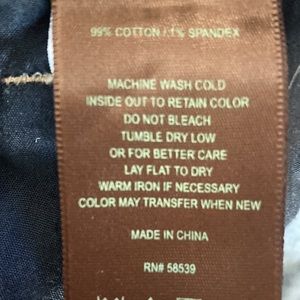 99% COTTON / 1% SPANDEX
MACHINE WASH COLD
INSIDE OUT TO RETAIN COLOR
DO NOT BLEACH
TUMBLE DRY LOW
OR FOR BETTER CARE
LAY FLAT TO DRY
WARM IRON IF NECESSARY
COLOR MAY TRANSFER WHEN NEW
MADE IN CHINA
RN# 58539